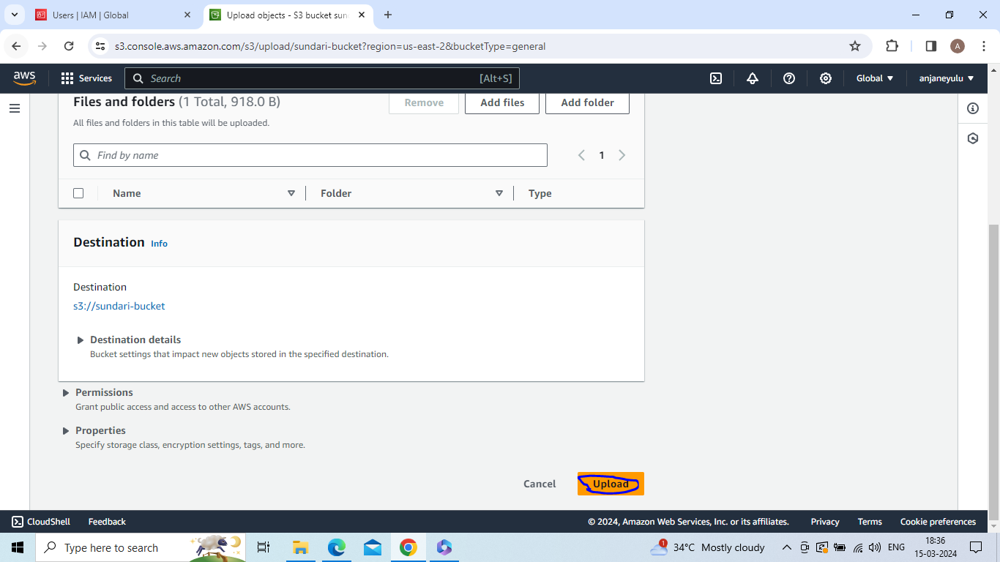 Users | IAM | Global
Upload objects - S3 bucket sun
s3.console.aws.amazon.com/s3/upload/sundari-bucket?region=us-east-2&bucketType=general
A
aws Services Search [Alt+S] Global anjaneyulu
Files and folders (1 Total, 918.0 B) Remove Add files Add folder
All files and folders in this table will be uploaded.
Find by name 1
Name Folder Type
Destination Info
Destination
s3://sundari-bucket
Destination details
Bucket settings that impact new objects stored in the specified destination.
Permissions
Grant public access and access to other AWS accounts.
Properties
Specify storage class, encryption settings, tags, and more.
Cancel Upload
CloudShell Feedback © 2024, Amazon Web Services, Inc. or its affiliates. Privacy Terms Cookie preferences
Type here to search 1 34°C Mostly cloudy ENG 18:36
15-03-2024